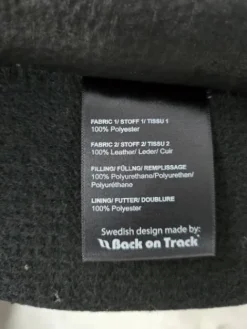 FABRIC 1/ STOFF 1/ TISSU 1
100% Polyester
FABRIC 2/ STOFF 2/ TISSU 2
100% Leather/ Leder/ Cuir
FILLING/ FÜLLNG/ REMPLISSAGE
100% Polyurethane/Polyurethan/
Polyuréthane
LINING/ FUTTER/ DOUBLURE
100% Polyester
Swedish design made by:
Back on Track